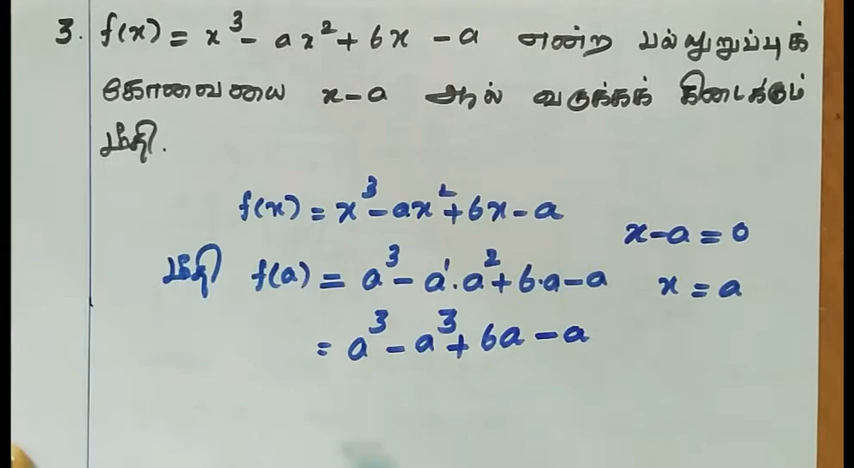 3. f(x) = x³ - ax² + 6x - a என்ற பல்லுறுப்புக்
கோவையை x-a ஆல் வகுக்கக் கிடைக்கும்
மீதி.
f(x) = x³ - ax² + 6x - a
x - a = 0
மீதி f(a) = a³ - a¹.a² + 6.a - a
x = a
= a³ - a³ + 6a - a